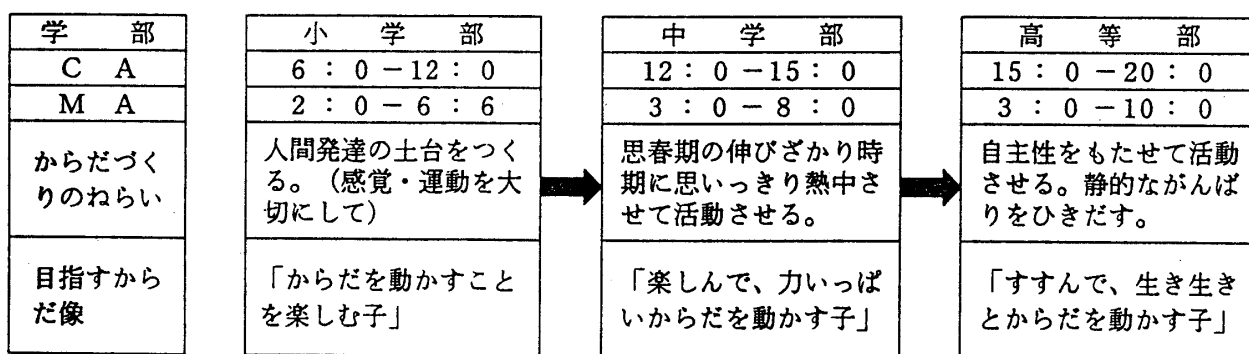 学 部
C A
M A
からだづく
りのねらい
目指すから
だ像
小 学 部
6:0-12:0
2:0-6:6
人間発達の土台をつく
る。(感覚・運動を大
切にして)
「からだを動かすこと
を楽しむ子」
中 学 部
12:0-15:0
3:0-8:0
思春期の伸びざかり時
期に思いっきり熱中さ
せて活動させる。
「楽しんで、力いっぱ
いからだを動かす子」
高 等 部
15:0-20:0
3:0-10:0
自主性をもたせて活動
させる。静的ながんば
りをひきだす。
「すすんで、生き生き
とからだを動かす子」